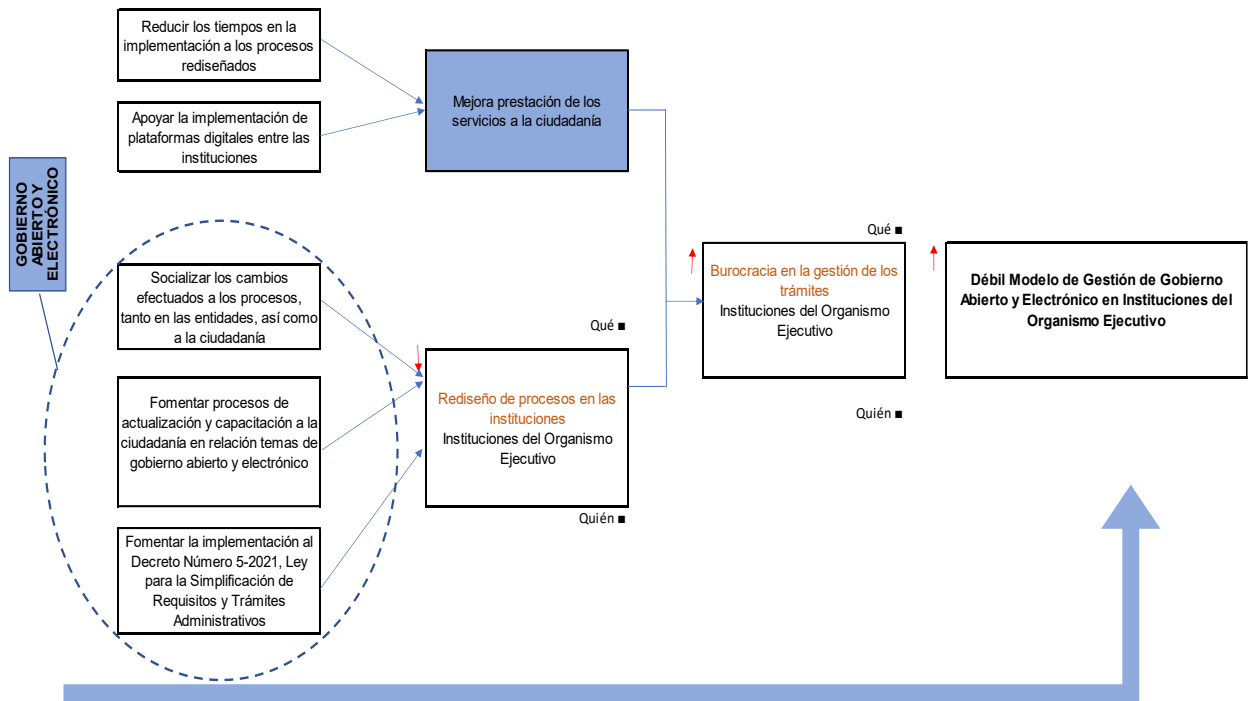 Reducir los tiempos en la
implementación a los procesos
rediseñados
Apoyar la implementación de
plataformas digitales entre las
instituciones
Mejora prestación de los
servicios a la ciudadanía
GOBIERNO
ABIERTO Y
ELECTRÓNICO
Socializar los cambios
efectuados a los procesos,
tanto en las entidades, así como
a la ciudadanía
Fomentar procesos de
actualización y capacitación a la
ciudadanía en relación temas de
gobierno abierto y electrónico
Fomentar la implementación al
Decreto Número 5-2021, Ley
para la Simplificación de
Requisitos y Trámites
Administrativos
Qué ■
Rediseño de procesos en las
instituciones
Instituciones del Organismo
Ejecutivo
Quién ■
Qué ■
Burocracia en la gestión de los
trámites
Instituciones del Organismo
Ejecutivo
Quién ■
Débil Modelo de Gestión de Gobierno
Abierto y Electrónico en Instituciones del
Organismo Ejecutivo